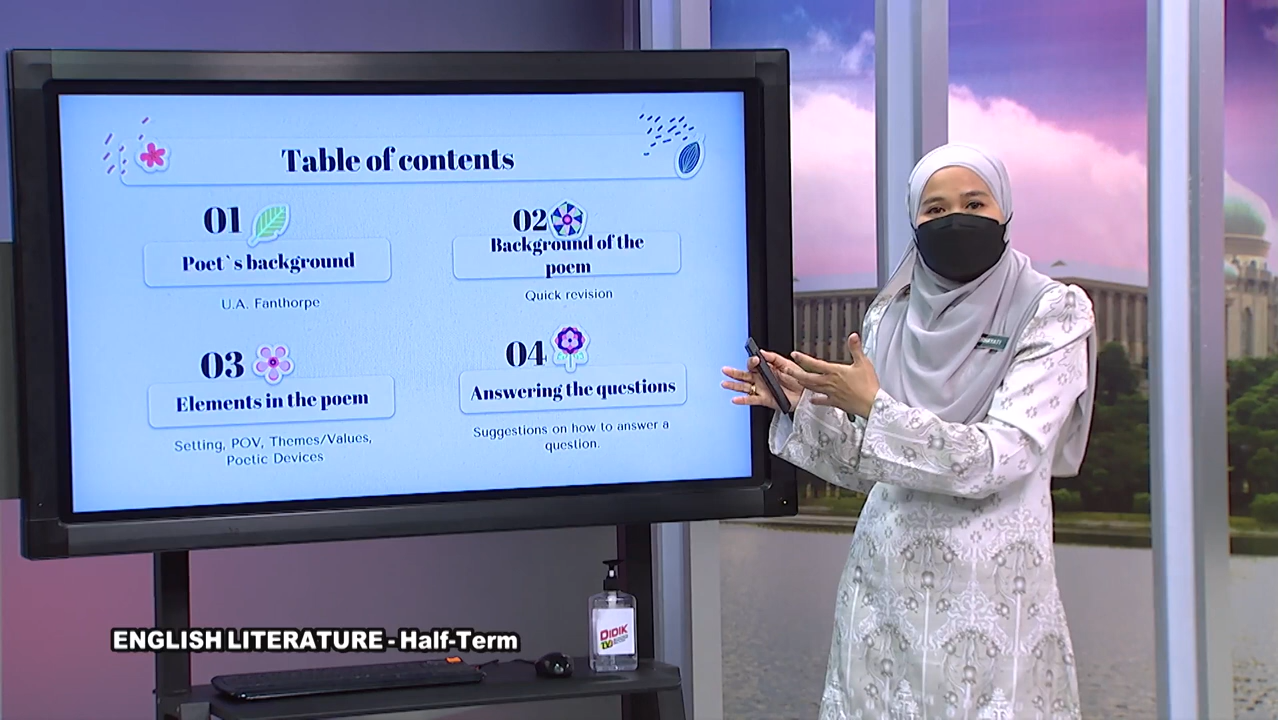 Table of contents
01
Poet`s background
U.A. Fanthorpe
02
Background of the
poem
Quick revision
03
Elements in the poem
Setting, POV, Themes/Values,
Poetic Devices
04
Answering the questions
Suggestions on how to answer a
question.
DIDIK
TV
ENGLISH LITERATURE - Half-Term